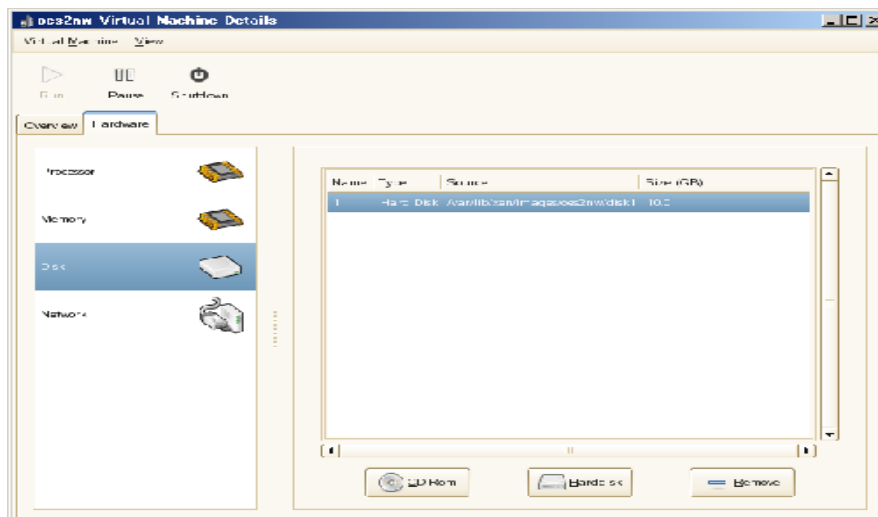 oes2nw Virtual Machine Details
Virtual Machine View
Run Pause Shutdown
Overview Hardware
Processor
Memory
Disk
Network
Name Type Source Size (GB)
1 Hard Disk /var/lib/xen/images/oes2nw/disk1 10.0
CD Rom Harddisk Remove